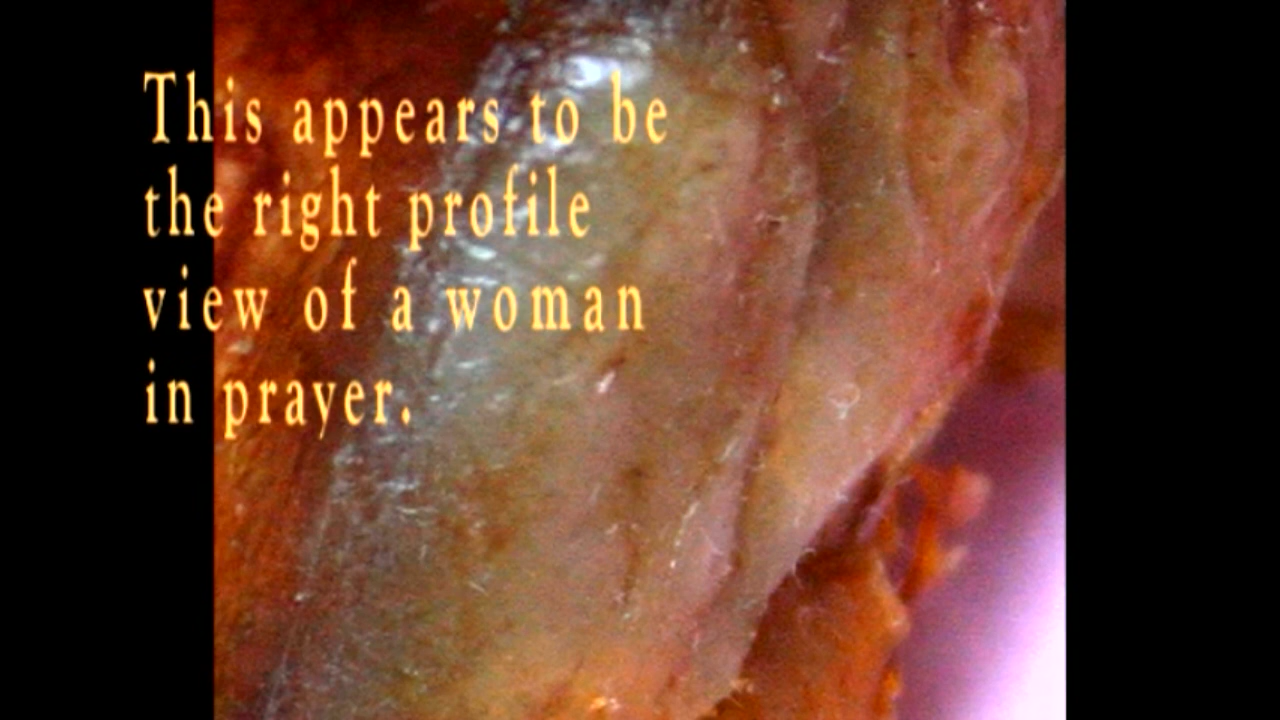 This appears to be
the right profile
view of a woman
in prayer.